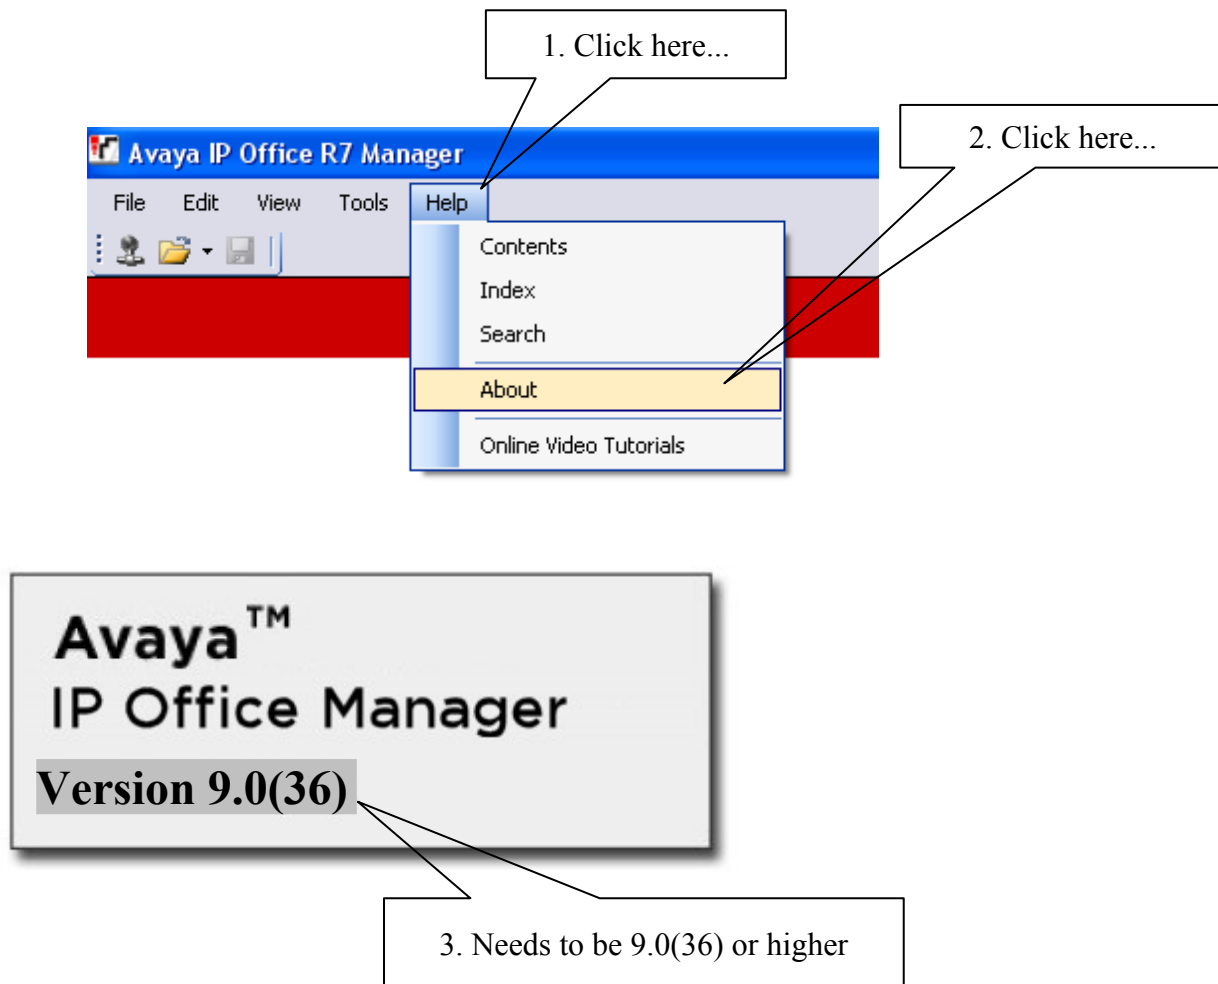 1. Click here...
2. Click here...
Avaya IP Office R7 Manager
File Edit View Tools Help
Contents
Index
Search
About
Online Video Tutorials
Avaya™
IP Office Manager
Version 9.0(36)
3. Needs to be 9.0(36) or higher